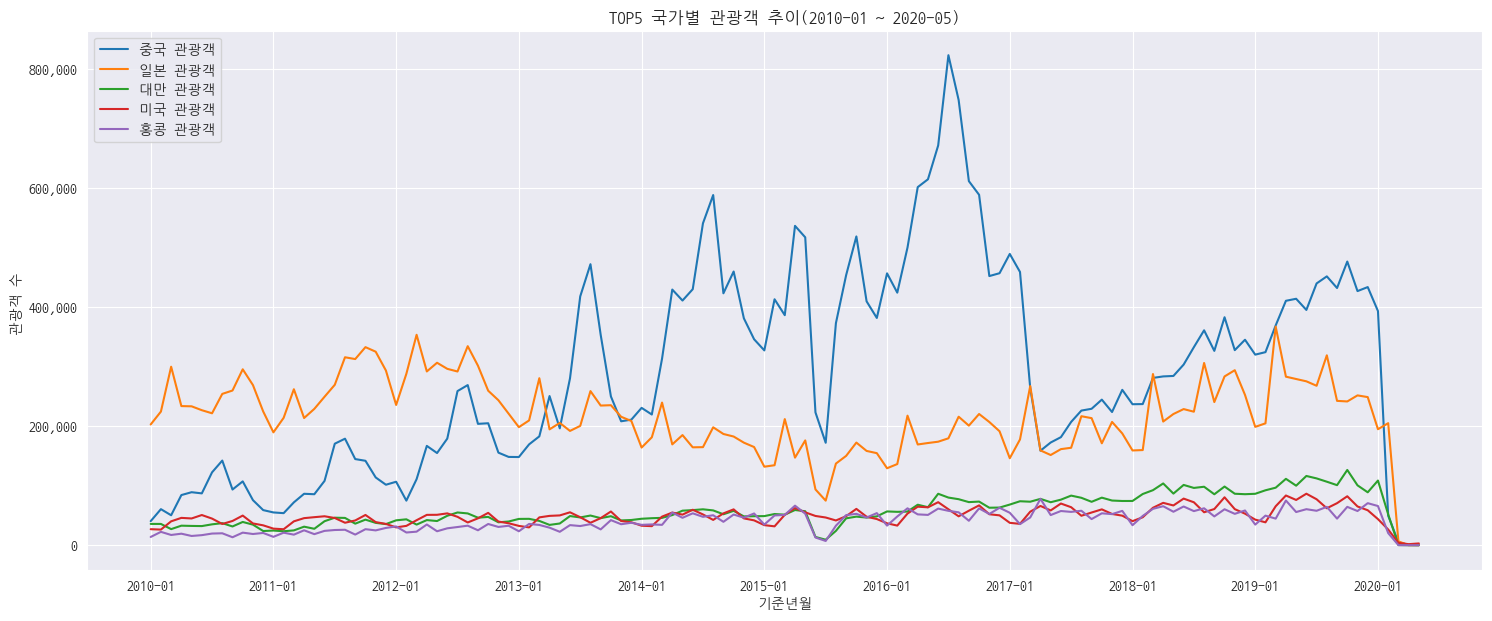 TOP5 국가별 관광객 추이(2010-01 ~ 2020-05)
중국 관광객
일본 관광객
대만 관광객
미국 관광객
홍콩 관광객
관광객 수
800,000
600,000
400,000
200,000
0
2010-01
2011-01
2012-01
2013-01
2014-01
2015-01
2016-01
2017-01
2018-01
2019-01
2020-01
기준년월